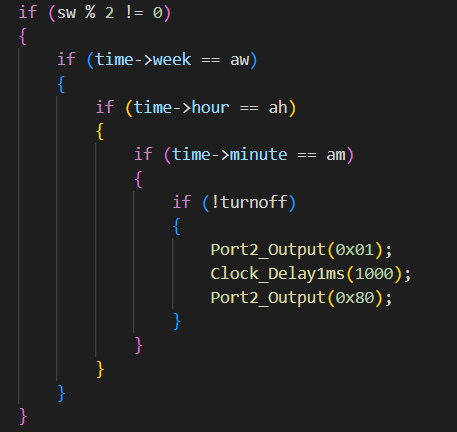 if (sw % 2 != 0)
{
    if (time->week == aw)
    {
        if (time->hour == ah)
        {
            if (time->minute == am)
            {
                if (!turnoff)
                {
                    Port2_Output(0x01);
                    Clock_Delay1ms(1000);
                    Port2_Output(0x80);
                }
            }
        }
    }
}